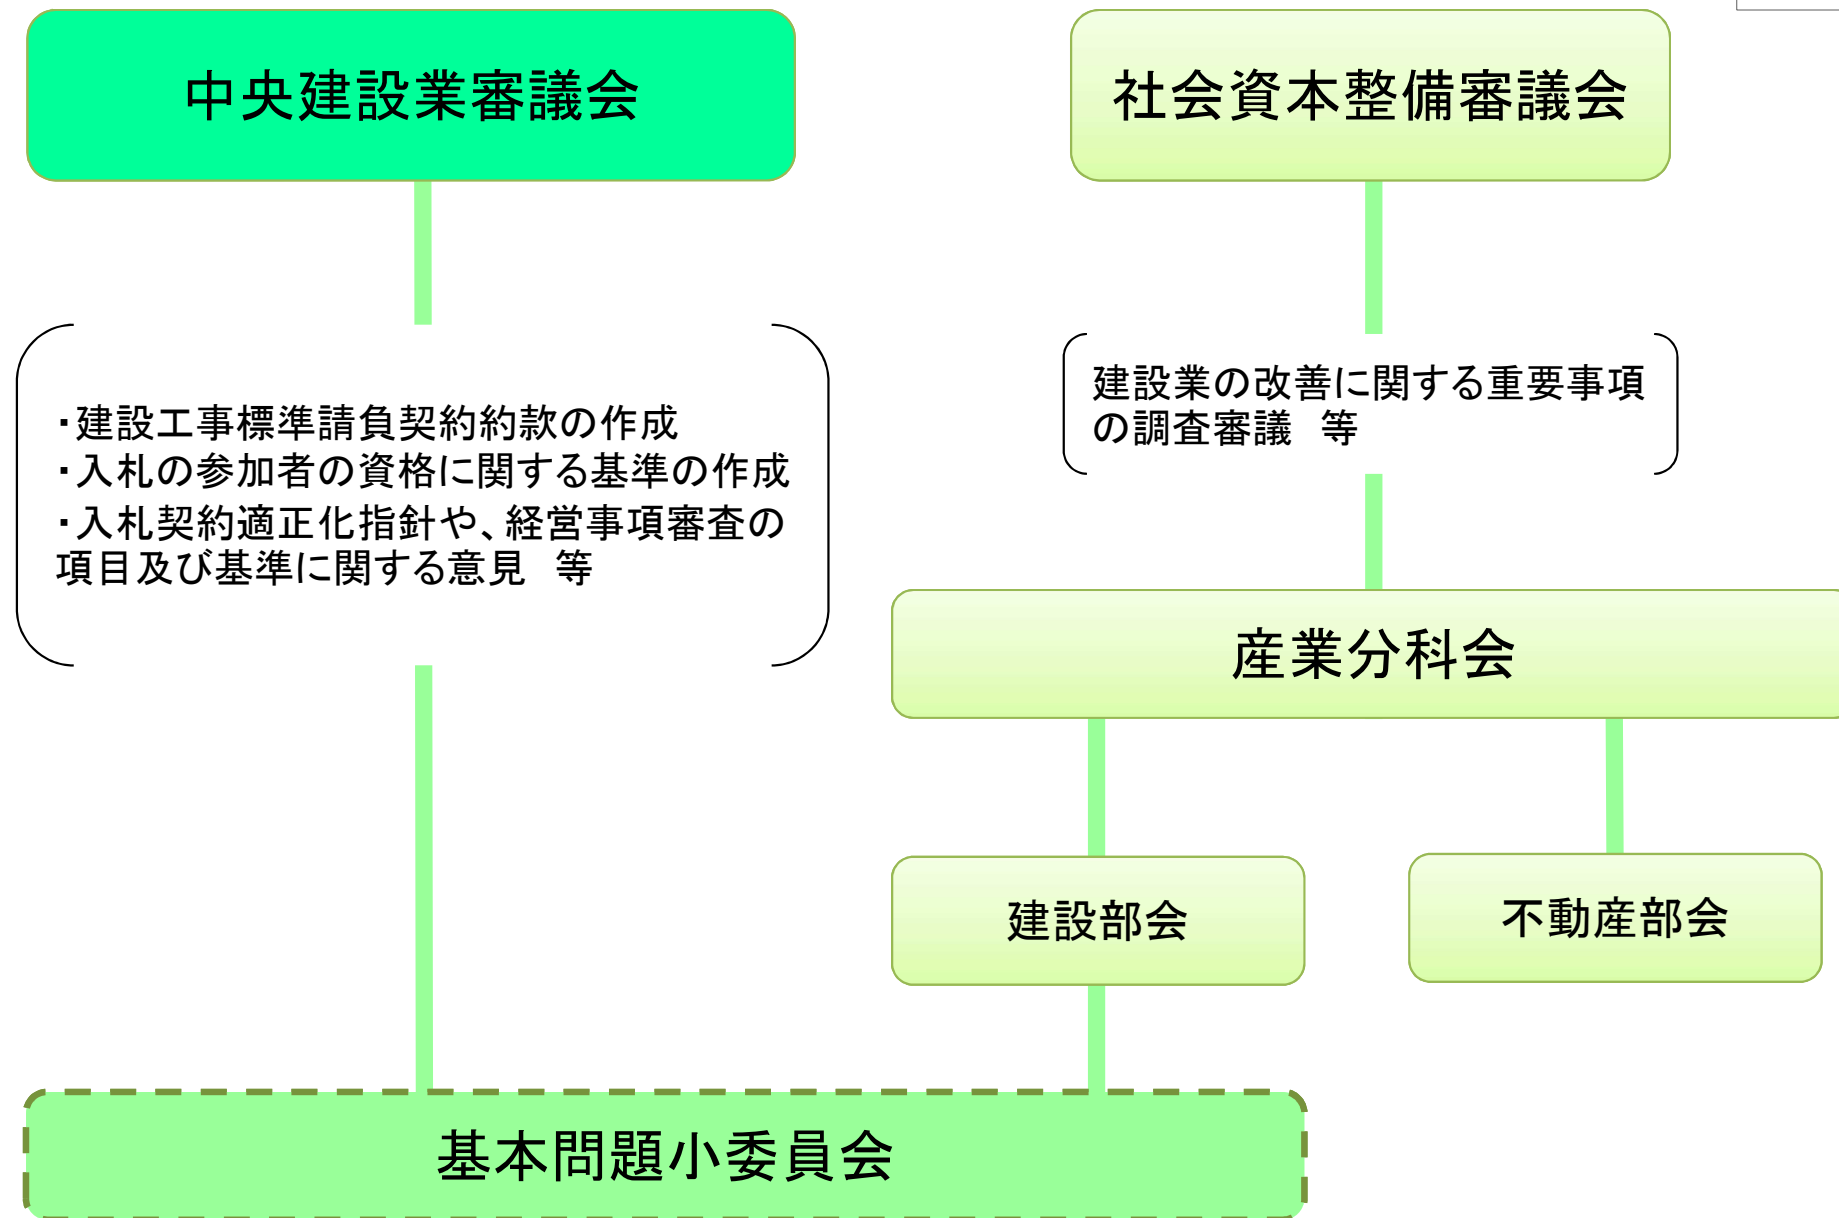 中央建設業審議会
社会資本整備審議会
・建設工事標準請負契約約款の作成
・入札の参加者の資格に関する基準の作成
・入札契約適正化指針や、経営事項審査の
項目及び基準に関する意見　等
建設業の改善に関する重要事項
の調査審議　等
産業分科会
建設部会
不動産部会
基本問題小委員会